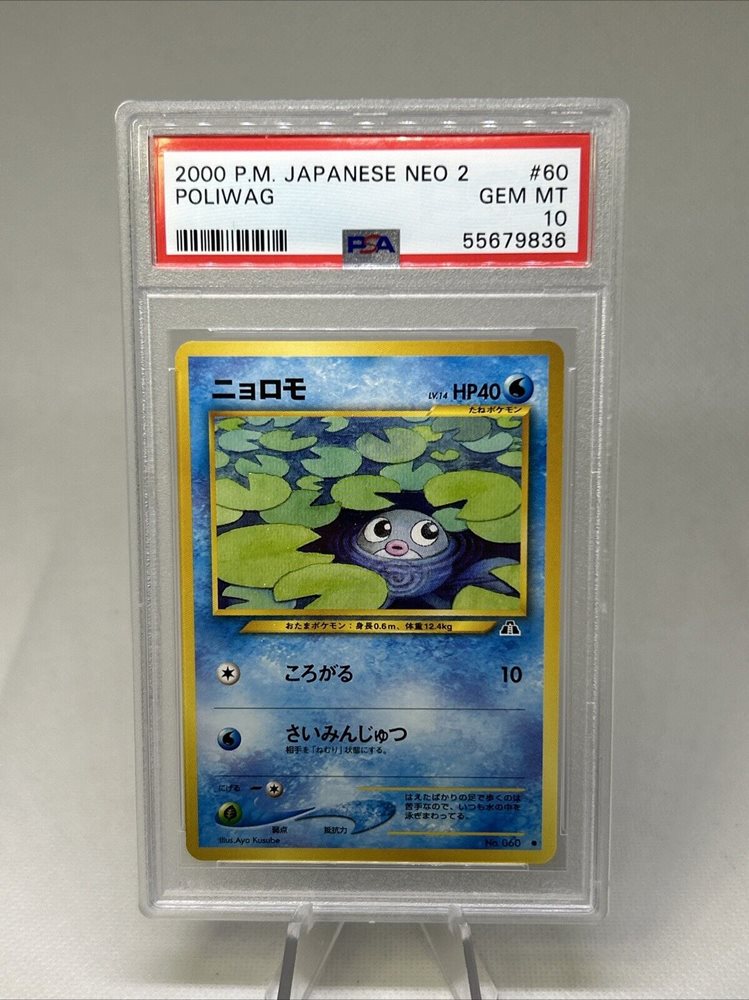 2000 P.M. JAPANESE NEO 2 #60
POLIWAG GEM MT
10
PSA 55679836
ニョロモ LV.14 HP40
たねポケモン
おたまポケモン：身長0.6m、体重12.4kg
ころがる 10
さいみんじゅつ
相手を「ねむり」状態にする。
にげる
はえたばかりの足で歩くのは
苦手なので、いつも水の中を
泳ぎまわってる。
弱点 抵抗力
Illus.Aya Kusube No. 060